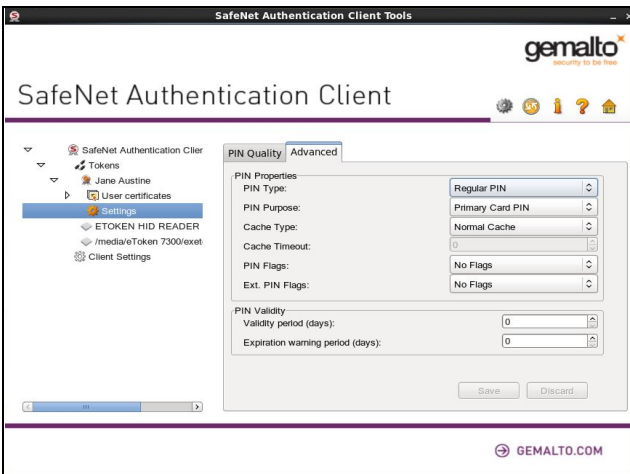 SafeNet Authentication Client Tools
gemalto
security to be free
SafeNet Authentication Client
SafeNet Authentication Clier
Tokens
Jane Austine
User certificates
Settings
ETOKEN HID READER
/media/eToken 7300/exet
Client Settings
PIN Quality
Advanced
PIN Properties
PIN Type: Regular PIN
PIN Purpose: Primary Card PIN
Cache Type: Normal Cache
Cache Timeout: 0
PIN Flags: No Flags
Ext. PIN Flags: No Flags
PIN Validity
Validity period (days): 0
Expiration warning period (days): 0
Save Discard
GEMALTO.COM